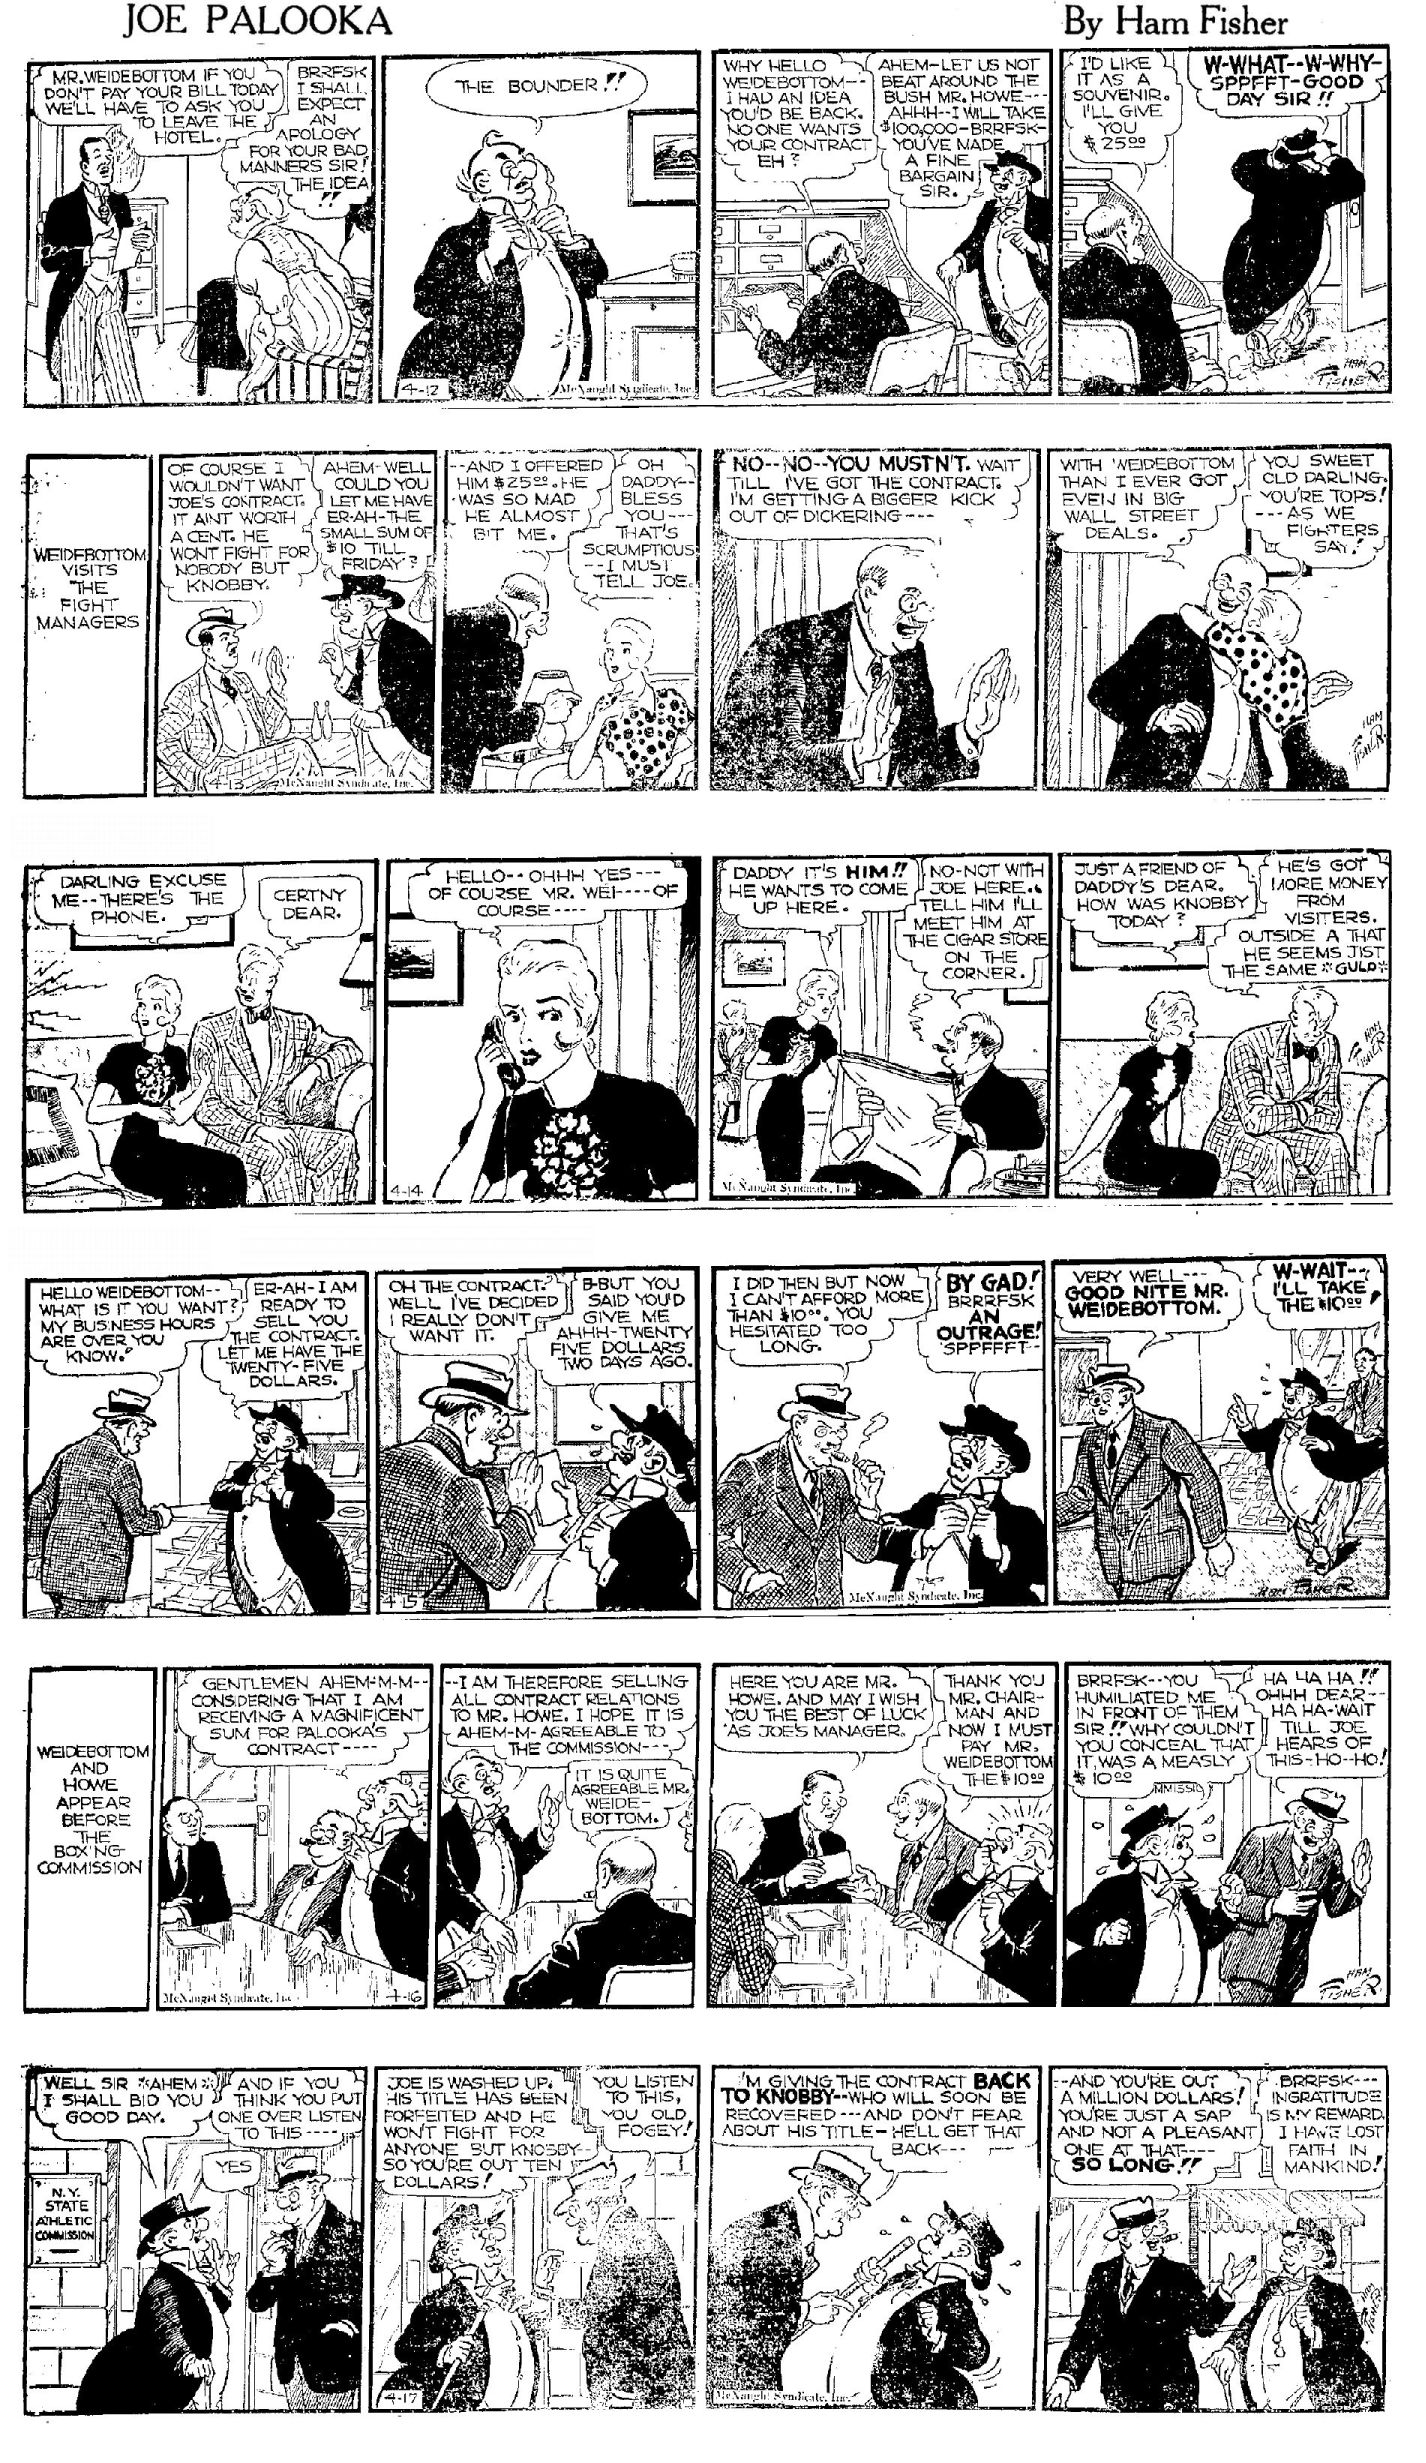 JOE PALOOKA
By Ham Fisher
MR. WEIDEBOTTOM IF YOU
DON'T PAY YOUR BILL TODAY
WE'LL HAVE TO ASK YOU
TO LEAVE THE
HOTEL.
BRRFSK
I SHALL
EXPECT
AN
APOLOGY
FOR YOUR BAD
MANNERS SIR!
THE IDEA
!!
THE BOUNDER!!
4-12
McNaught Syndicate, Inc.
WHY HELLO
WEIDEBOTTOM--
I HAD AN IDEA
YOU'D BE BACK.
NO ONE WANTS
YOUR CONTRACT
EH?
AHEM-LET US NOT
BEAT AROUND THE
BUSH MR. HOWE---
AHHH--I WILL TAKE
$100,000-BRRFSK-
YOU'VE MADE
A FINE
BARGAIN
SIR.
I'D LIKE
IT AS A
SOUVENIR.
I'LL GIVE
YOU
$25.00
W-WHAT--W-WHY-
SPPFFT-GOOD
DAY SIR!!
HAM
FISHER
WEIDEBOTTOM
VISITS
THE
FIGHT
MANAGERS
OF COURSE I
WOULDN'T WANT
JOE'S CONTRACT.
IT AINT WORTH
A CENT. HE
WONT FIGHT FOR
NOBODY BUT
KNOBBY.
AHEM-WELL
COULD YOU
LET ME HAVE
ER-AH-THE
SMALL SUM OF
$10 TILL
FRIDAY?
4-13
McNaught Syndicate, Inc.
--AND I OFFERED
HIM $25.00. HE
WAS SO MAD
HE ALMOST
BIT ME.
OH
DADDY--
BLESS
YOU---
THAT'S
SCRUMPTIOUS
--I MUST
TELL JOE.
NO--NO--YOU MUSTN'T. WAIT
TILL I'VE GOT THE CONTRACT.
I'M GETTING A BIGGER KICK
OUT OF DICKERING----
WITH WEIDEBOTTOM
THAN I EVER GOT
EVEN IN BIG
WALL STREET
DEALS.
YOU SWEET
OLD DARLING.
YOU'RE TOPS!
---AS WE
FIGHTERS
SAY!
HAM
FISHER
DARLING EXCUSE
ME--THERE'S THE
PHONE.
CERTNY
DEAR.
HELLO--OHHH YES---
OF COURSE MR. WEI----OF
COURSE----
4-14
DADDY IT'S HIM!!
HE WANTS TO COME
UP HERE.
NO-NOT WITH
JOE HERE.
TELL HIM I'LL
MEET HIM AT
THE CIGAR STORE
ON THE
CORNER.
McNaught Syndicate, Inc.
JUST A FRIEND OF
DADDY'S DEAR.
HOW WAS KNOBBY
TODAY?
HE'S GOT
MORE MONEY
FROM
VISITERS.
OUTSIDE A THAT
HE SEEMS JIST
THE SAME *GULP*
HAM
FISHER
HELLO WEIDEBOTTOM--
WHAT IS IT YOU WANT?
MY BUSINESS HOURS
ARE OVER YOU
KNOW.
ER-AH-I AM
READY TO
SELL YOU
THE CONTRACT.
LET ME HAVE THE
TWENTY-FIVE
DOLLARS.
OH THE CONTRACT?
WELL I'VE DECIDED
I REALLY DON'T
WANT IT.
B-BUT YOU
SAID YOU'D
GIVE ME
AHHH-TWENTY
FIVE DOLLARS
TWO DAYS AGO.
4-15
I DID THEN BUT NOW
I CAN'T AFFORD MORE
THAN $10.00. YOU
HESITATED TOO
LONG.
BY GAD!
BRRRFSK
AN
OUTRAGE!
SPPFFFT-
McNaught Syndicate, Inc.
VERY WELL---
GOOD NITE MR.
WEIDEBOTTOM.
W-WAIT--
I'LL TAKE
THE $10.00!
HAM FISHER
WEIDEBOTTOM
AND
HOWE
APPEAR
BEFORE
THE
BOXING
COMMISSION
GENTLEMEN AHEM-M-M--
CONSIDERING THAT I AM
RECEIVING A MAGNIFICENT
SUM FOR PALOOKA'S
CONTRACT----
McNaught Syndicate, Inc.
4-16
--I AM THEREFORE SELLING
ALL CONTRACT RELATIONS
TO MR. HOWE. I HOPE IT IS
AHEM-M-AGREEABLE TO
THE COMMISSION---
IT IS QUITE
AGREEABLE MR.
WEIDE-
BOTTOM.
HERE YOU ARE MR.
HOWE. AND MAY I WISH
YOU THE BEST OF LUCK
AS JOE'S MANAGER.
THANK YOU
MR. CHAIR-
MAN AND
NOW I MUST
PAY MR.
WEIDEBOTTOM
THE $10.00
BRRFSK--YOU
HUMILIATED ME
IN FRONT OF THEM
SIR!! WHY COULDN'T
YOU CONCEAL THAT
IT WAS A MEASLY
$10.00
MMISSIO
HA HA HA!!
OHHH DEAR--
HA HA-WAIT
TILL JOE
HEARS OF
THIS-HO-HO!
HAM
FISHER
WELL SIR *AHEM*
I SHALL BID YOU
GOOD DAY.
AND IF YOU
THINK YOU PUT
ONE OVER LISTEN
TO THIS----
YES
N.Y.
STATE
ATHLETIC
COMMISSION
JOE IS WASHED UP.
HIS TITLE HAS BEEN
FORFEITED AND HE
WON'T FIGHT FOR
ANYONE BUT KNOBBY-
SO YOU'RE OUT TEN
DOLLARS!
YOU LISTEN
TO THIS,
YOU OLD
FOGEY!
4-17
I'M GIVING THE CONTRACT BACK
TO KNOBBY--WHO WILL SOON BE
RECOVERED---AND DON'T FEAR
ABOUT HIS TITLE-HE'LL GET THAT
BACK---
McNaught Syndicate, Inc.
--AND YOU'RE OUT
A MILLION DOLLARS!
YOU'RE JUST A SAP
AND NOT A PLEASANT
ONE AT THAT----
SO LONG!!
BRRFSK---
INGRATITUDE
IS MY REWARD.
I HAVE LOST
FAITH IN
MANKIND!